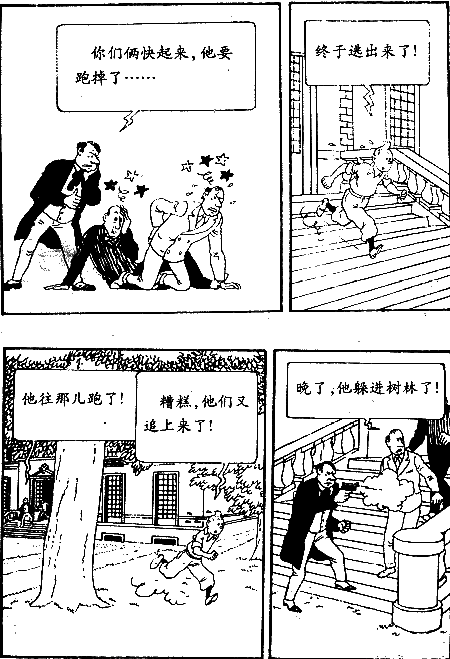 你们俩快起来，他要
跑掉了……
终于逃出来了！
他往那儿跑了！
糟糕，他们又
追上来了！
晚了，他躲进树林了！